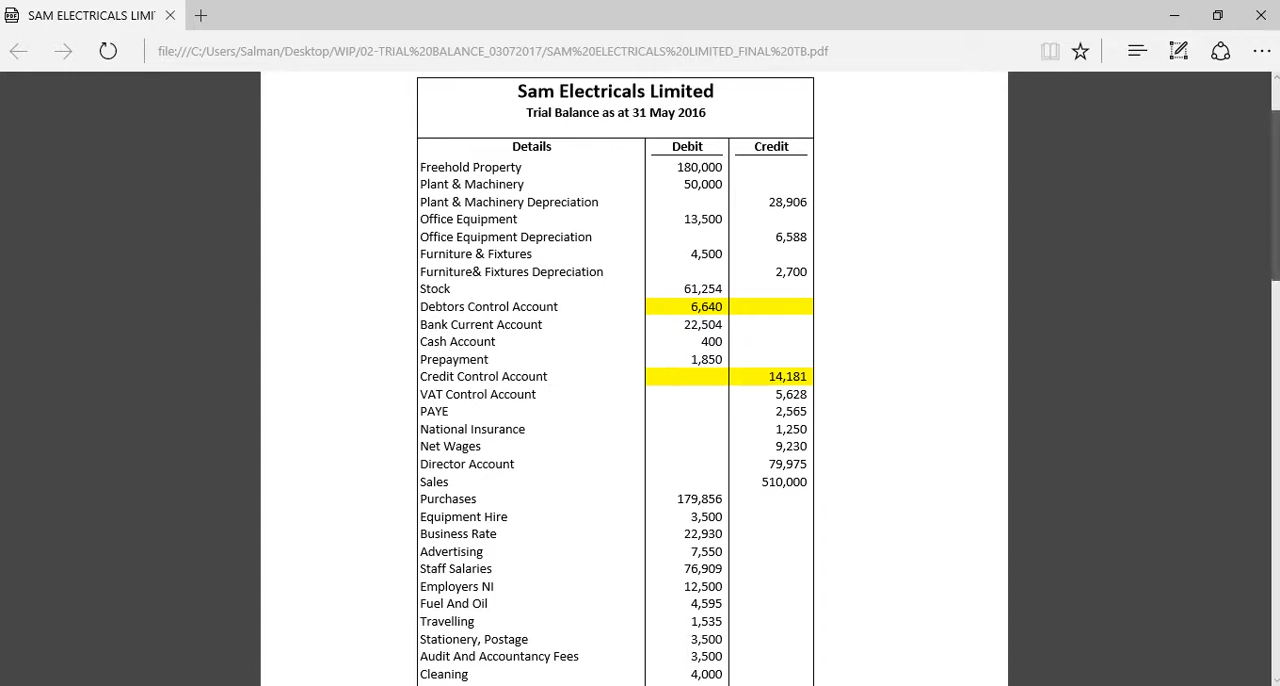 SAM ELECTRICALS LIMI
file:///C:/Users/Salman/Desktop/WIP/02-TRIAL%20BALANCE_03072017/SAM%20ELECTRICALS%20LIMITED_FINAL%20TB.pdf
Sam Electricals Limited
Trial Balance as at 31 May 2016
Details Debit Credit
Freehold Property 180,000
Plant & Machinery 50,000
Plant & Machinery Depreciation 28,906
Office Equipment 13,500
Office Equipment Depreciation 6,588
Furniture & Fixtures 4,500
Furniture& Fixtures Depreciation 2,700
Stock 61,254
Debtors Control Account 6,640
Bank Current Account 22,504
Cash Account 400
Prepayment 1,850
Credit Control Account 14,181
VAT Control Account 5,628
PAYE 2,565
National Insurance 1,250
Net Wages 9,230
Director Account 79,975
Sales 510,000
Purchases 179,856
Equipment Hire 3,500
Business Rate 22,930
Advertising 7,550
Staff Salaries 76,909
Employers NI 12,500
Fuel And Oil 4,595
Travelling 1,535
Stationery, Postage 3,500
Audit And Accountancy Fees 3,500
Cleaning 4,000